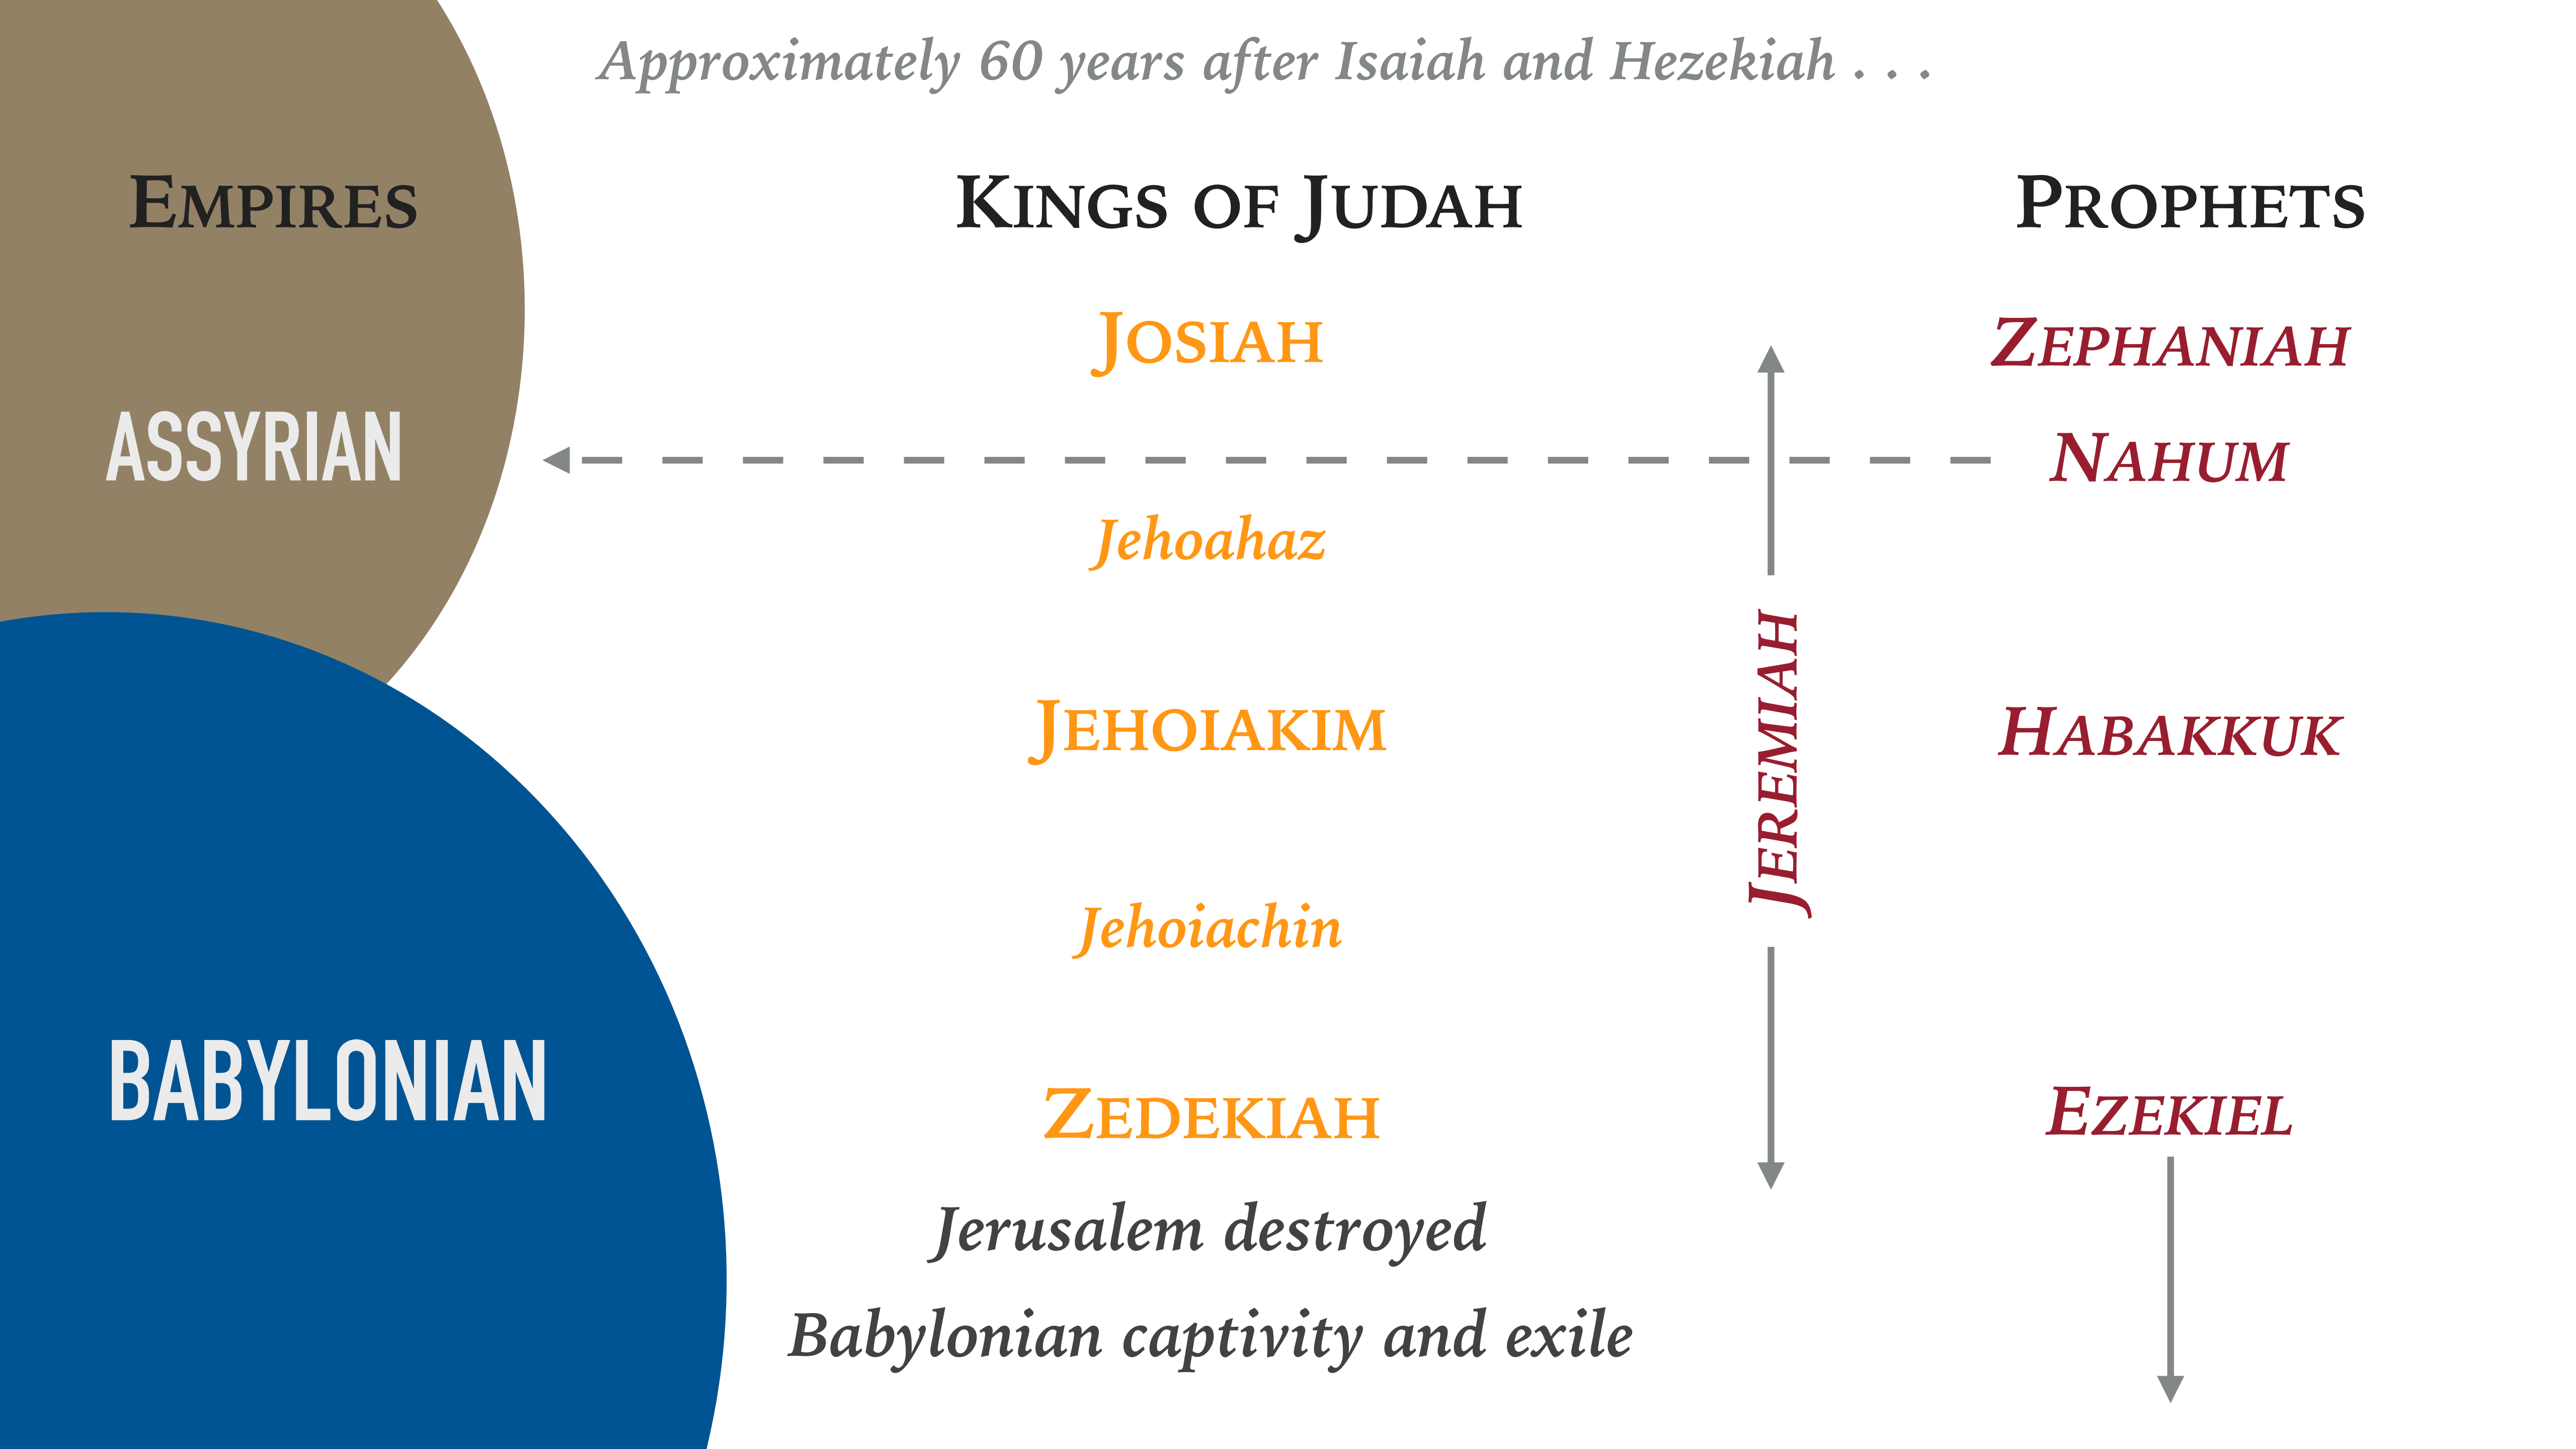 Approximately 60 years after Isaiah and Hezekiah . . .
EMPIRES KINGS OF JUDAH PROPHETS
JOSIAH ZEPHANIAH
ASSYRIAN NAHUM
Jehoahaz
JEREMIAH
JEHOIAKIM HABAKKUK
Jehoiachin
BABYLONIAN ZEDEKIAH EZEKIEL
Jerusalem destroyed
Babylonian captivity and exile